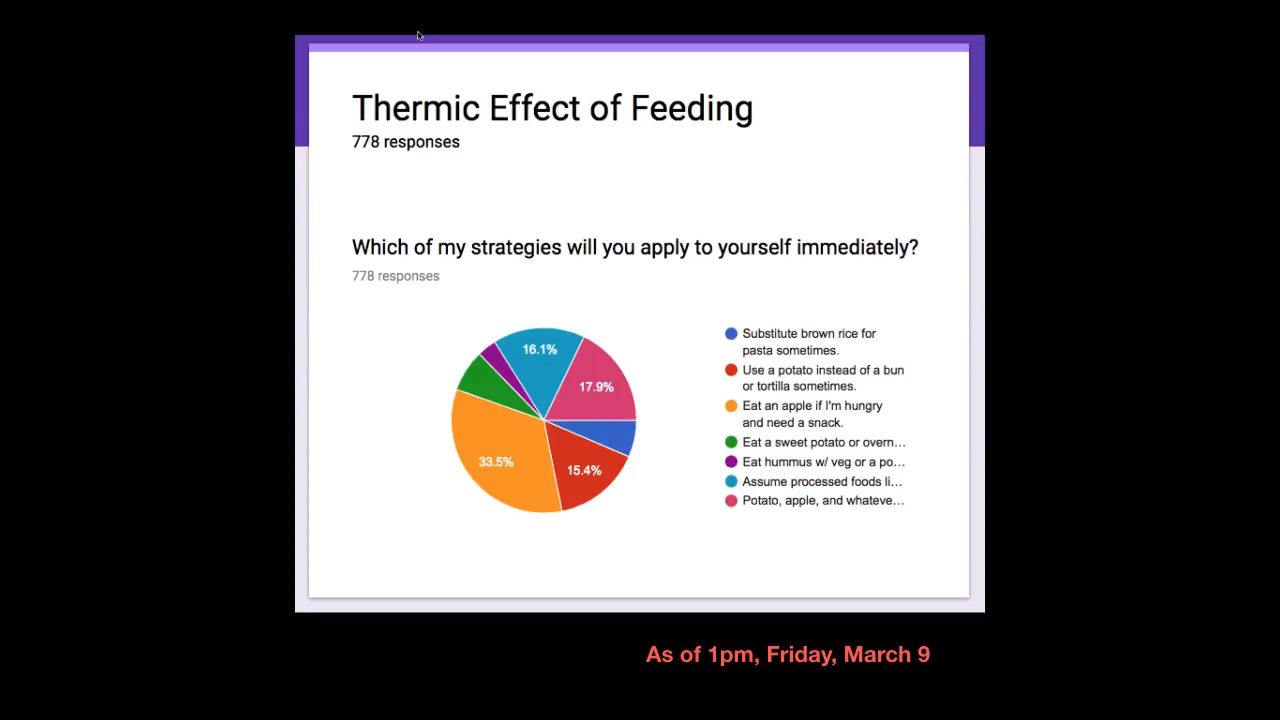 Thermic Effect of Feeding
778 responses
Which of my strategies will you apply to yourself immediately?
778 responses
16.1%
17.9%
33.5%
15.4%
Substitute brown rice for
pasta sometimes.
Use a potato instead of a bun
or tortilla sometimes.
Eat an apple if I'm hungry
and need a snack.
Eat a sweet potato or overn...
Eat hummus w/ veg or a po...
Assume processed foods li...
Potato, apple, and whateve...
As of 1pm, Friday, March 9